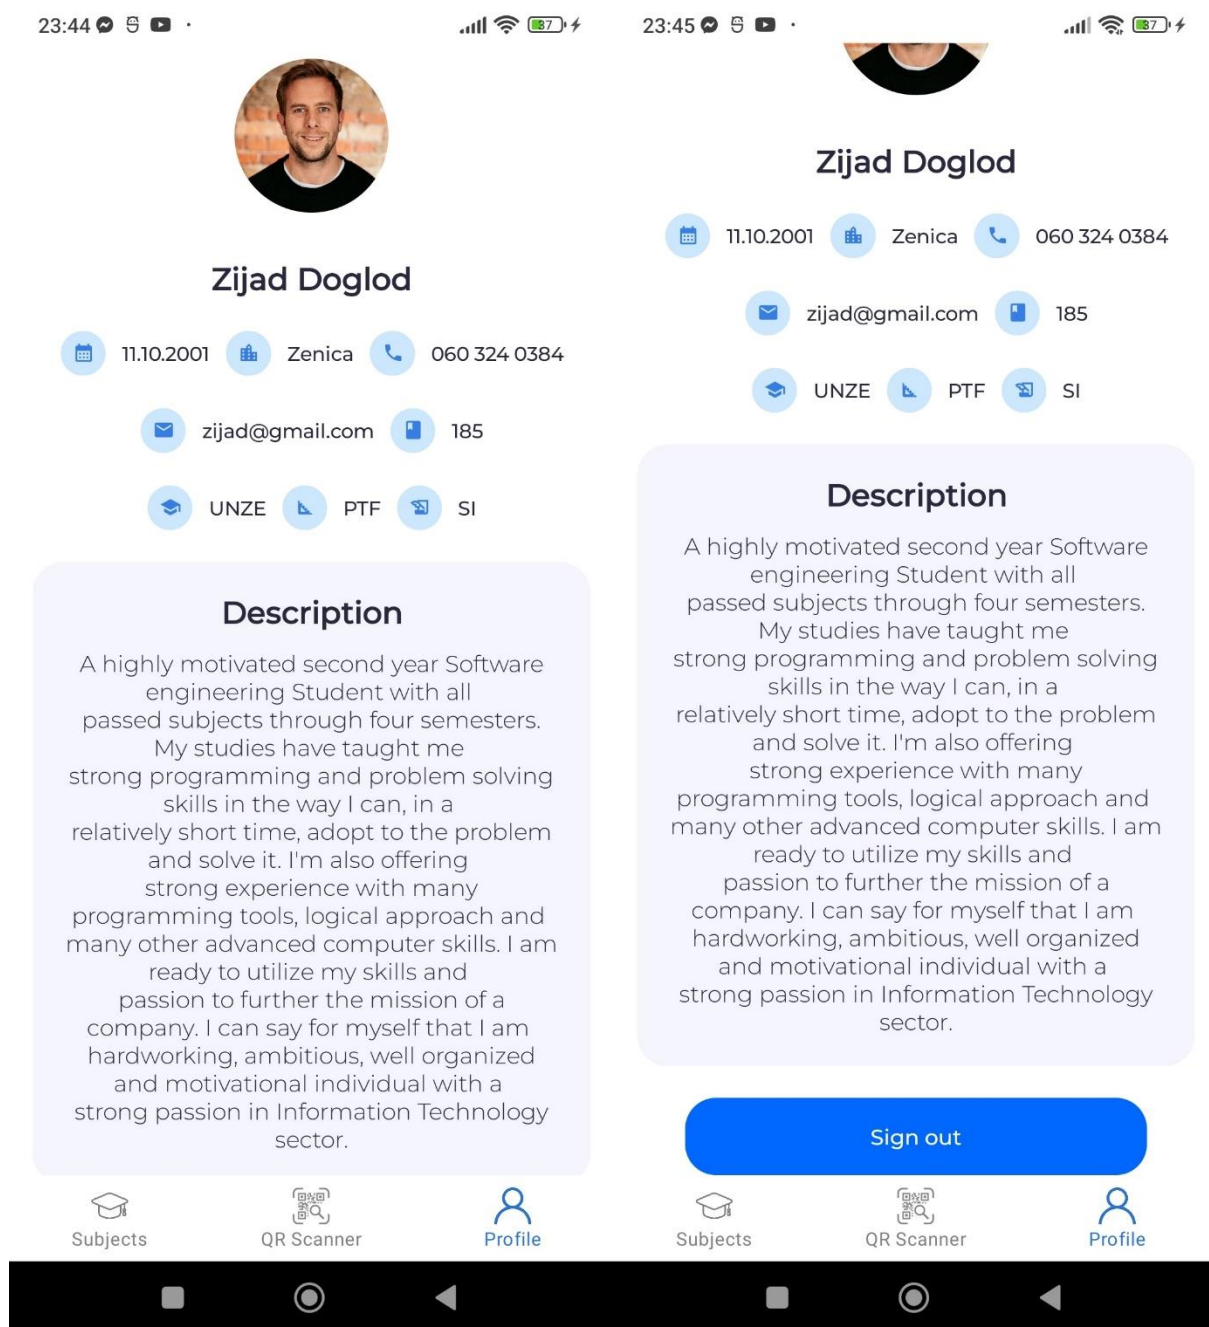 23:44
37
Zijad Doglod
11.10.2001 Zenica 060 324 0384
zijad@gmail.com 185
UNZE PTF SI
Description
A highly motivated second year Software
engineering Student with all
passed subjects through four semesters.
My studies have taught me
strong programming and problem solving
skills in the way I can, in a
relatively short time, adopt to the problem
and solve it. I'm also offering
strong experience with many
programming tools, logical approach and
many other advanced computer skills. I am
ready to utilize my skills and
passion to further the mission of a
company. I can say for myself that I am
hardworking, ambitious, well organized
and motivational individual with a
strong passion in Information Technology
sector.
Subjects QR Scanner Profile
23:45
37
Zijad Doglod
11.10.2001 Zenica 060 324 0384
zijad@gmail.com 185
UNZE PTF SI
Description
A highly motivated second year Software
engineering Student with all
passed subjects through four semesters.
My studies have taught me
strong programming and problem solving
skills in the way I can, in a
relatively short time, adopt to the problem
and solve it. I'm also offering
strong experience with many
programming tools, logical approach and
many other advanced computer skills. I am
ready to utilize my skills and
passion to further the mission of a
company. I can say for myself that I am
hardworking, ambitious, well organized
and motivational individual with a
strong passion in Information Technology
sector.
Sign out
Subjects QR Scanner Profile